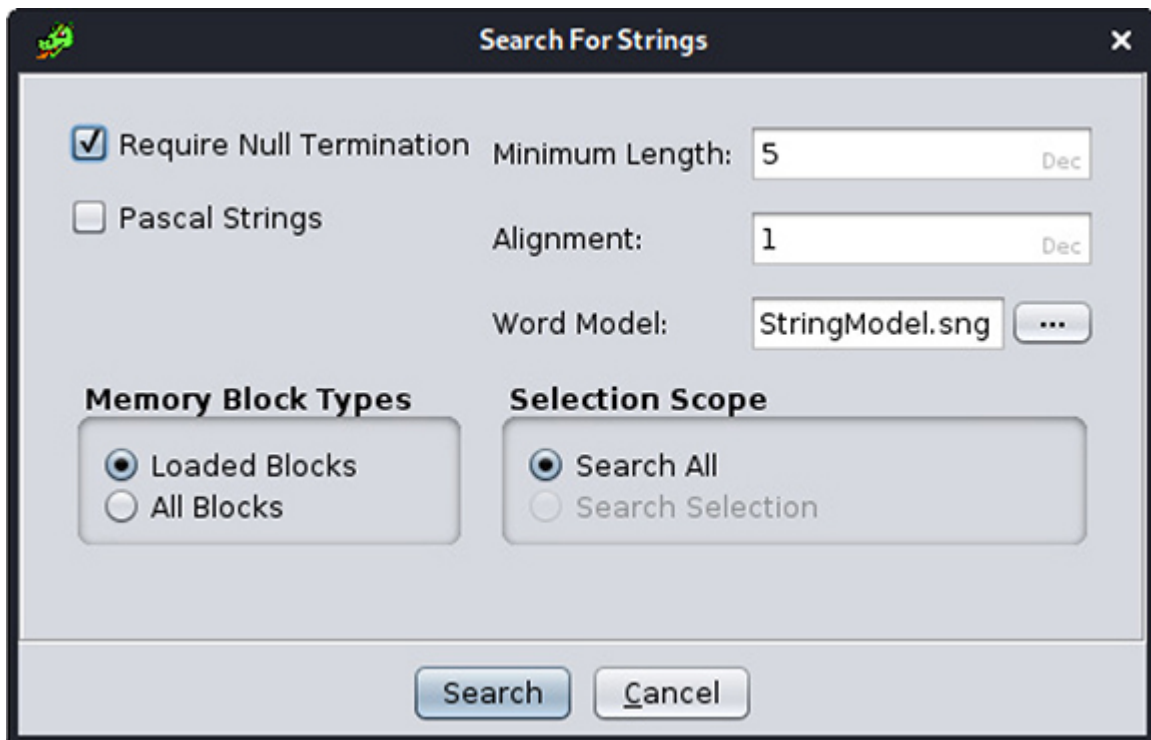 Search For Strings
Require Null Termination
Minimum Length: 5 Dec
Pascal Strings
Alignment: 1 Dec
Word Model: StringModel.sng ...
Memory Block Types
Selection Scope
Loaded Blocks
Search All
All Blocks
Search Selection
Search
Cancel